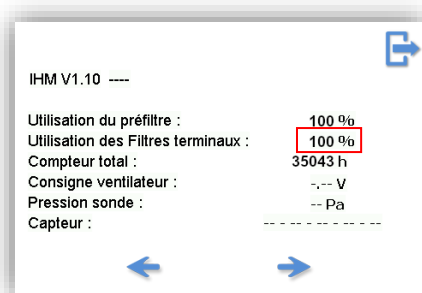 IHM V1.10 ----
Utilisation du préfiltre : 100 %
Utilisation des Filtres terminaux : 100 %
Compteur total : 35043 h
Consigne ventilateur : -.-- V
Pression sonde : -- Pa
Capteur : -- - -- - -- - -- - --